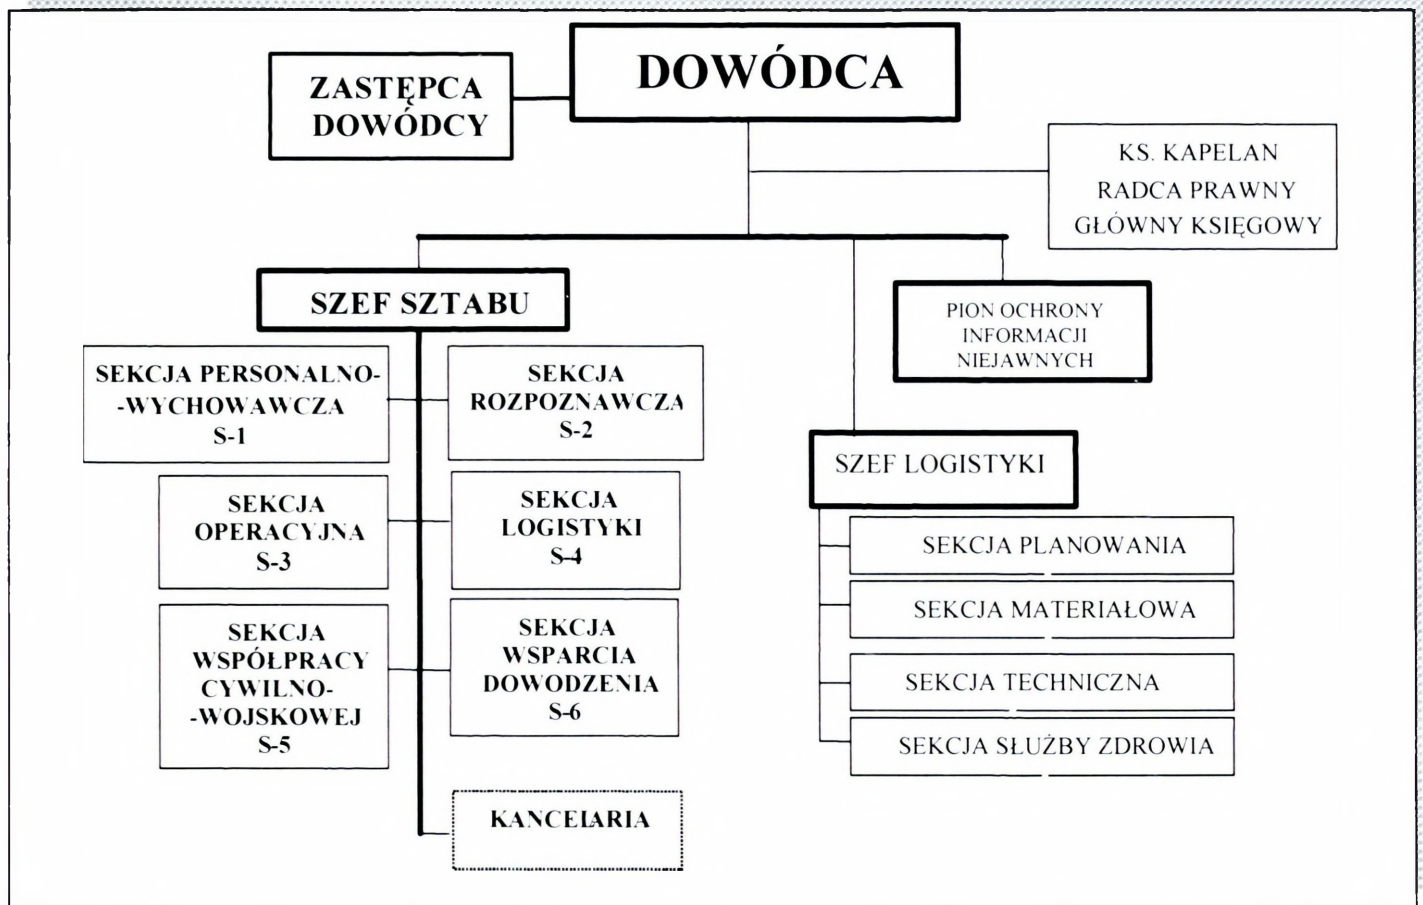 DOWÓDCA
ZASTĘPCA
DOWÓDCY
KS. KAPELAN
RADCA PRAWNY
GŁÓWNY KSIĘGOWY
SZEF SZTABU
PION OCHRONY
INFORMACJI
NIEJAWNYCH
SEKCJA PERSONALNO-
-WYCHOWAWCZA
S-1
SEKCJA
ROZPOZNAWCZA
S-2
SEKCJA
OPERACYJNA
S-3
SEKCJA
LOGISTYKI
S-4
SEKCJA
WSPÓŁPRACY
CYWILNO-
-WOJSKOWEJ
S-5
SEKCJA
WSPARCIA
DOWODZENIA
S-6
KANCELARIA
SZEF LOGISTYKI
SEKCJA PLANOWANIA
SEKCJA MATERIAŁOWA
SEKCJA TECHNICZNA
SEKCJA SŁUŻBY ZDROWIA